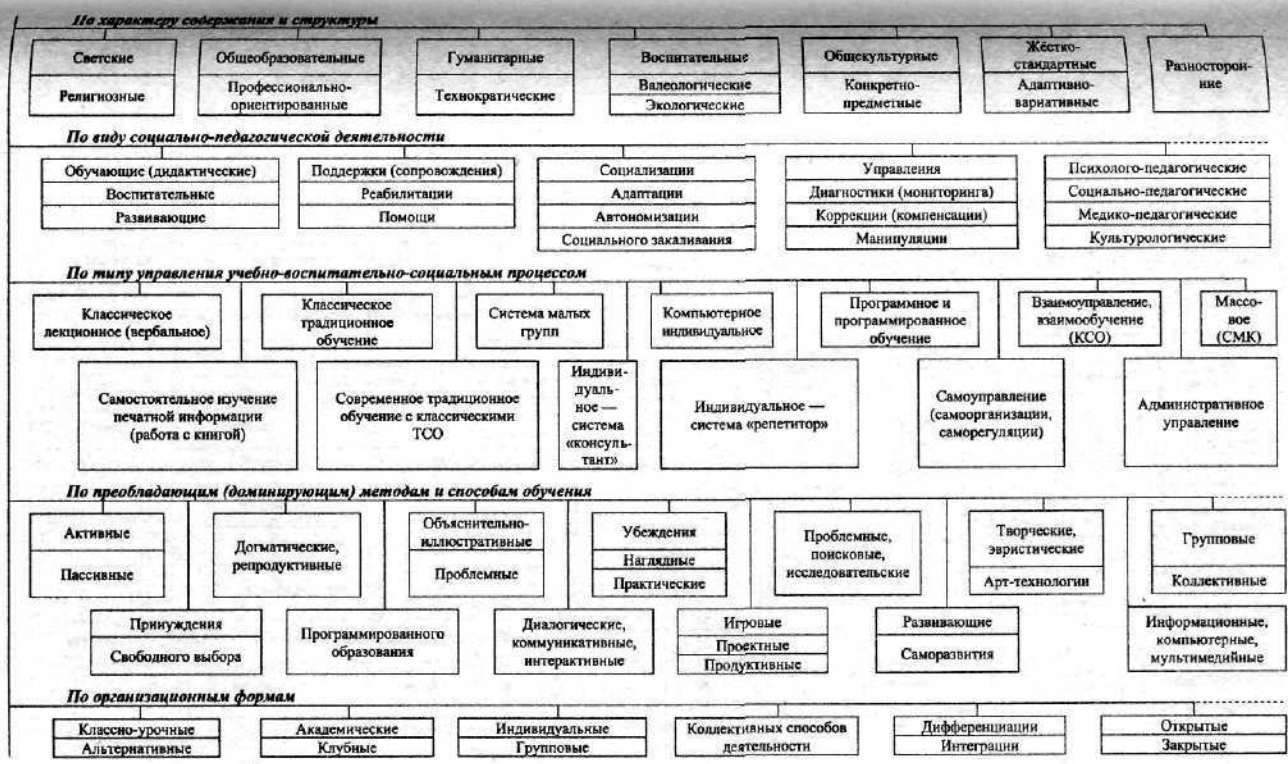 По характеру содержания и структуры
Светские
Религиозные
Общеобразовательные
Профессионально-
ориентированные
Гуманитарные
Технократические
Воспитательные
Валеологические
Экологические
Общекультурные
Конкретно-
предметные
Жёстко-
стандартные
Адаптивно-
вариативные
Разносторон-
ние
По виду социально-педагогической деятельности
Обучающие (дидактические)
Воспитательные
Развивающие
Поддержки (сопровождения)
Реабилитации
Помощи
Социализации
Адаптации
Автономизации
Социального закаливания
Управления
Диагностики (мониторинга)
Коррекции (компенсации)
Манипуляции
Психолого-педагогические
Социально-педагогические
Медико-педагогические
Культурологические
По типу управления учебно-воспитательно-социальным процессом
Классическое
лекционное (вербальное)
Классическое
традиционное
обучение
Система малых
групп
Компьютерное
индивидуальное
Программное и
программированное
обучение
Взаимоуправление,
взаимообучение
(КСО)
Массо-
вое
(СМК)
Самостоятельное изучение
печатной информации
(работа с книгой)
Современное традиционное
обучение с классическими
ТСО
Индиви-
дуаль-
ное —
система
«консуль-
тант»
Индивидуальное —
система «репетитор»
Самоуправление
(самоорганизации,
саморегуляции)
Административное
управление
По преобладающим (доминирующим) методам и способам обучения
Активные
Пассивные
Догматические,
репродуктивные
Объяснительно-
иллюстративные
Проблемные
Убеждения
Наглядные
Практические
Проблемные,
поисковые,
исследовательские
Творческие,
эвристические
Арт-технологии
Групповые
Коллективные
Принуждения
Свободного выбора
Программированного
образования
Диалогические,
коммуникативные,
интерактивные
Игровые
Проектные
Продуктивные
Развивающие
Саморазвития
Информационные,
компьютерные,
мультимедийные
По организационным формам
Классно-урочные
Альтернативные
Академические
Клубные
Индивидуальные
Групповые
Коллективных способов
деятельности
Дифференциации
Интеграции
Открытые
Закрытые